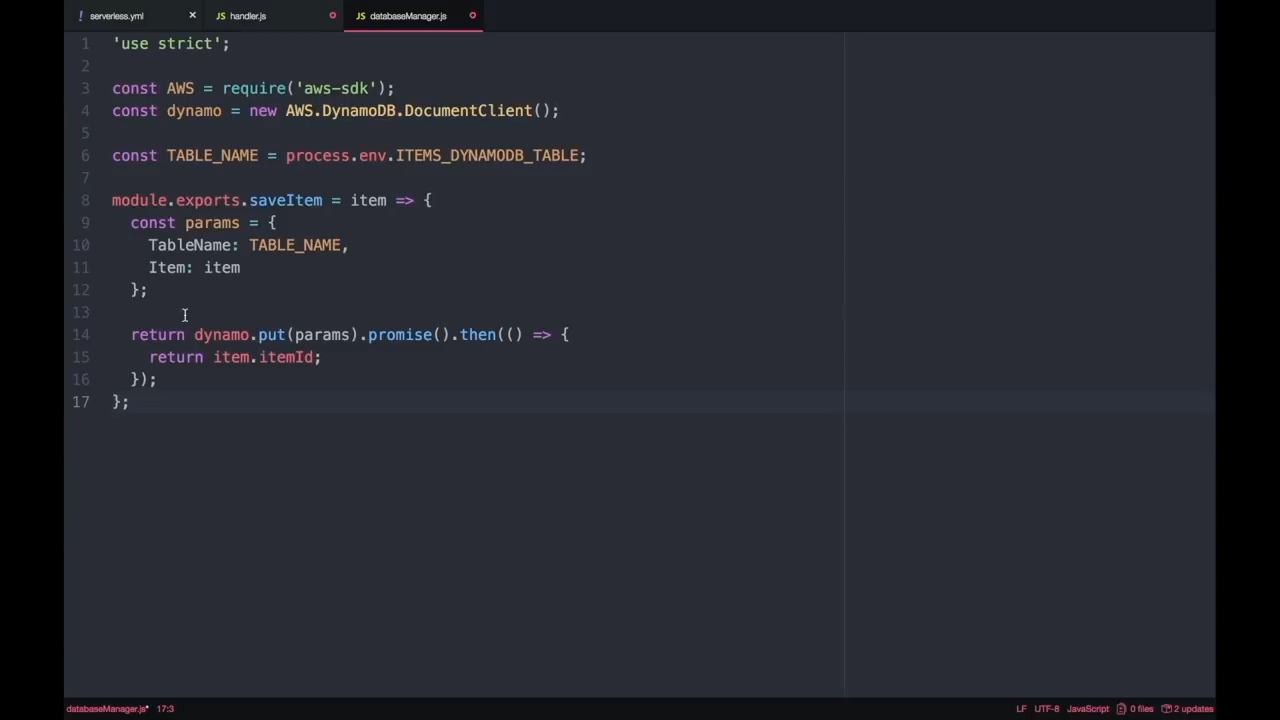 ! serverless.yml ×
JS handler.js
JS databaseManager.js
1 'use strict';
2
3 const AWS = require('aws-sdk');
4 const dynamo = new AWS.DynamoDB.DocumentClient();
5
6 const TABLE_NAME = process.env.ITEMS_DYNAMODB_TABLE;
7
8 module.exports.saveItem = item => {
9 const params = {
10 TableName: TABLE_NAME,
11 Item: item
12 };
13
14 return dynamo.put(params).promise().then(() => {
15 return item.itemId;
16 });
17 };
databaseManager.js* 17:3 LF UTF-8 JavaScript 0 files 2 updates